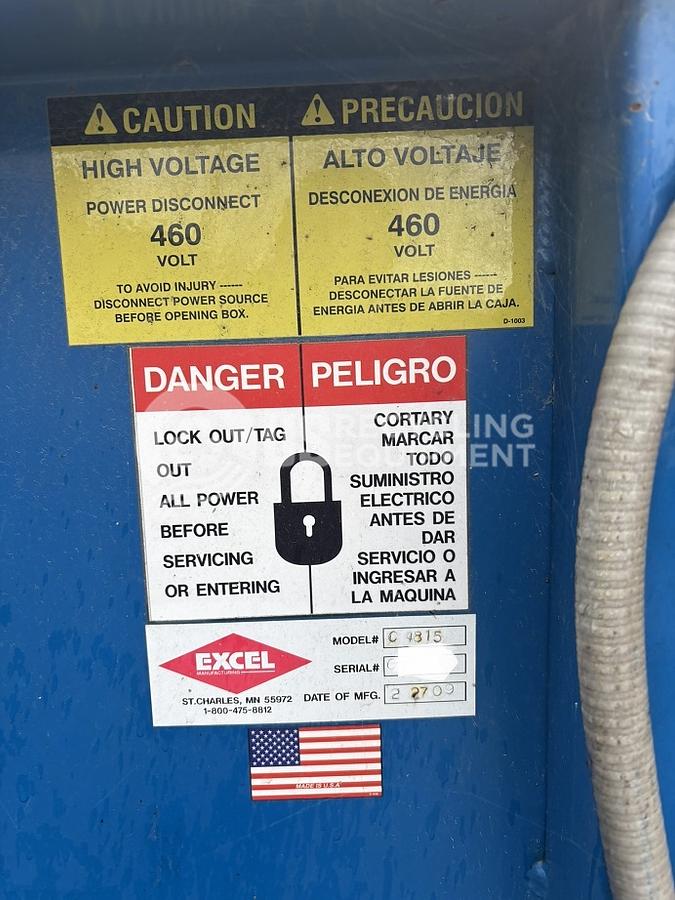 CAUTION
HIGH VOLTAGE
POWER DISCONNECT
460
VOLT
TO AVOID INJURY ------
DISCONNECT POWER SOURCE
BEFORE OPENING BOX.
PRECAUCION
ALTO VOLTAJE
DESCONEXION DE ENERGIA
460
VOLT
PARA EVITAR LESIONES ------
DESCONECTAR LA FUENTE DE
ENERGIA ANTES DE ABRIR LA CAJA.
D-1003
DANGER
LOCK OUT/TAG
OUT
ALL POWER
BEFORE
SERVICING
OR ENTERING
PELIGRO
CORTARY
MARCAR
TODO
SUMINISTRO
ELECTRICO
ANTES DE
DAR
SERVICIO O
INGRESAR A
LA MAQUINA
EXCEL
MANUFACTURING
ST.CHARLES, MN 55972
1-800-475-8812
MODEL# C 4815
SERIAL# C
DATE OF MFG. 2 2709
MADE IS U.S.A